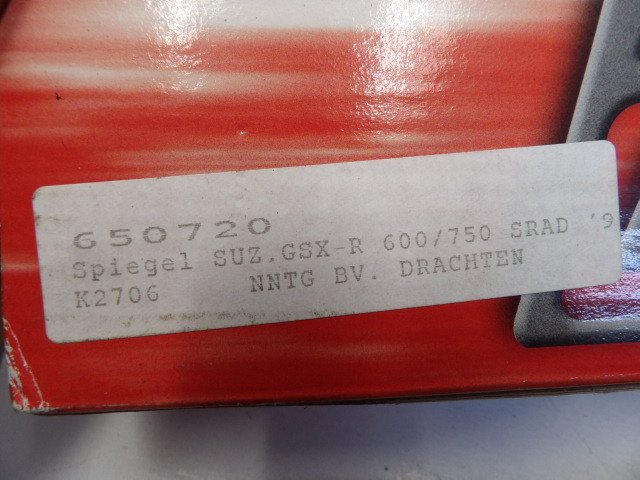 650720
Spiegel SUZ.GSX-R 600/750 SRAD '9
K2706 NNTG BV. DRACHTEN